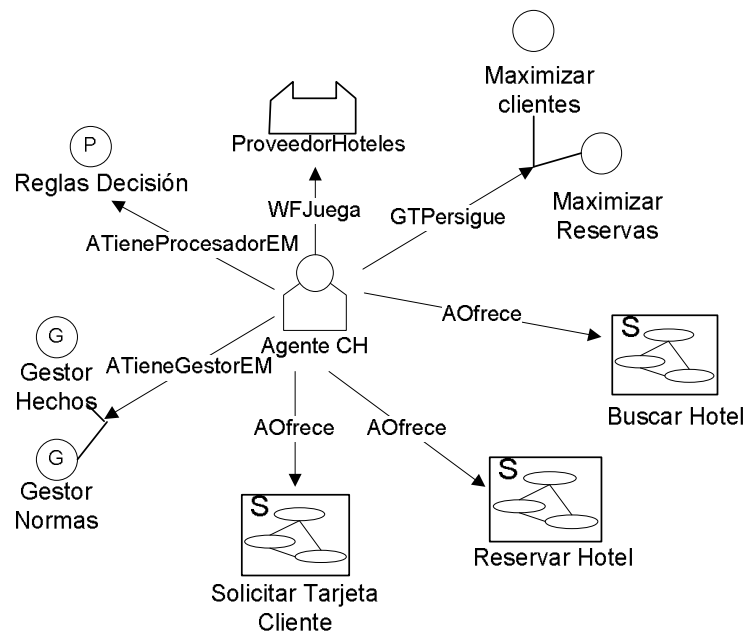 Maximizar
clientes
ProveedorHoteles
P
Reglas Decisión
Maximizar
Reservas
WFJuega
GTPersigue
ATieneProcesadorEM
AOfrece
S
G
Agente CH
Gestor
Hechos
ATieneGestorEM
Buscar Hotel
AOfrece
AOfrece
G
Gestor
Normas
S
S
Reservar Hotel
Solicitar Tarjeta
Cliente